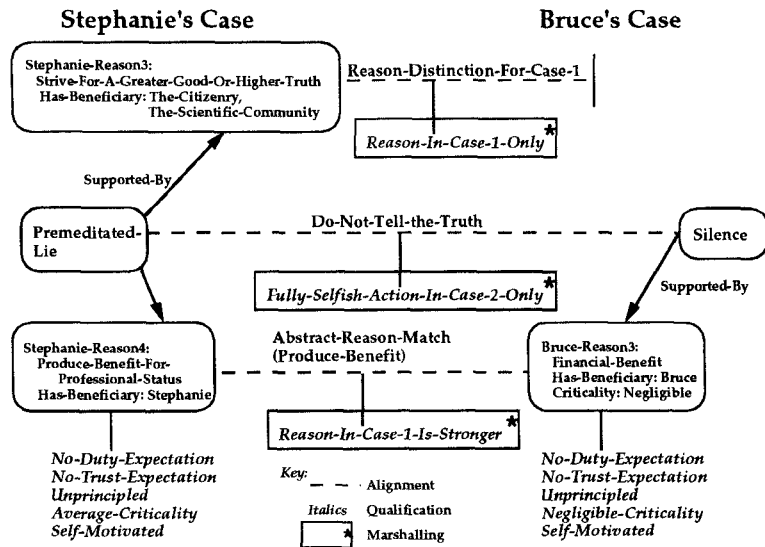 Stephanie's Case
Bruce's Case
Stephanie-Reason3:
Strive-For-A-Greater-Good-Or-Higher-Truth
Has-Beneficiary: The-Citizenry,
The-Scientific-Community
Reason-Distinction-For-Case-1
Reason-In-Case-1-Only*
Supported-By
Premeditated-
Lie
Do-Not-Tell-the-Truth
Silence
Fully-Selfish-Action-In-Case-2-Only*
Supported-By
Stephanie-Reason4:
Produce-Benefit-For-
Professional-Status
Has-Beneficiary: Stephanie
Abstract-Reason-Match
(Produce-Benefit)
Bruce-Reason3:
Financial-Benefit
Has-Beneficiary: Bruce
Criticality: Negligible
Reason-In-Case-1-Is-Stronger*
No-Duty-Expectation
No-Trust-Expectation
Unprincipled
Average-Criticality
Self-Motivated
Key:
Alignment
Italics Qualification
* Marshalling
No-Duty-Expectation
No-Trust-Expectation
Unprincipled
Negligible-Criticality
Self-Motivated